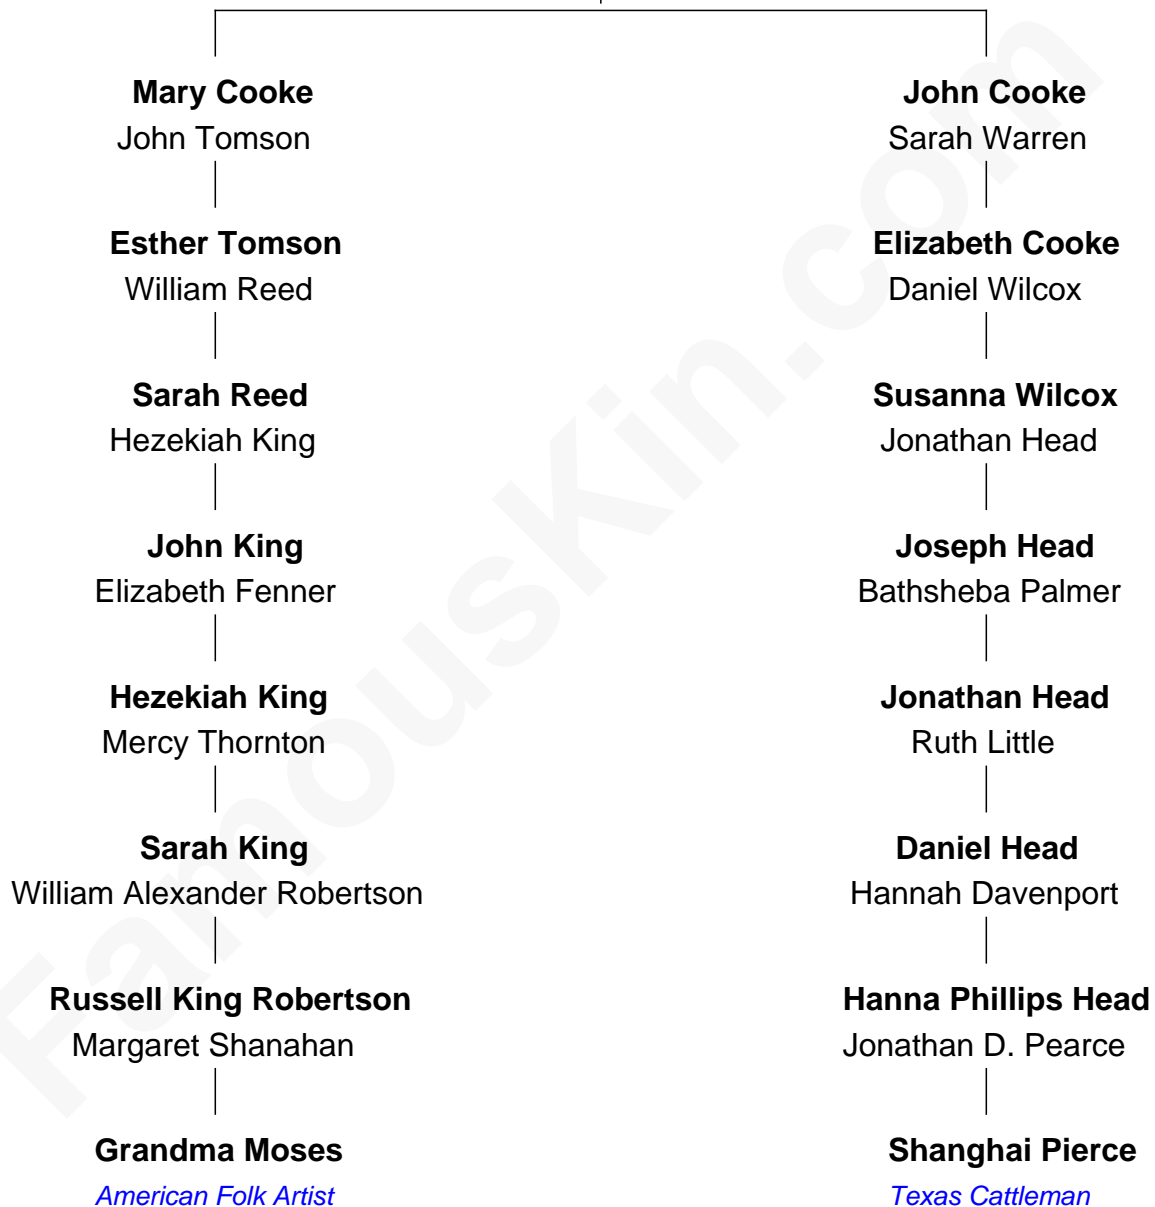 Mary Cooke
John Tomson
Esther Tomson
William Reed
Sarah Reed
Hezekiah King
John King
Elizabeth Fenner
Hezekiah King
Mercy Thornton
Sarah King
William Alexander Robertson
Russell King Robertson
Margaret Shanahan
Grandma Moses
American Folk Artist
John Cooke
Sarah Warren
Elizabeth Cooke
Daniel Wilcox
Susanna Wilcox
Jonathan Head
Joseph Head
Bathsheba Palmer
Jonathan Head
Ruth Little
Daniel Head
Hannah Davenport
Hanna Phillips Head
Jonathan D. Pearce
Shanghai Pierce
Texas Cattleman
FamousKin.com